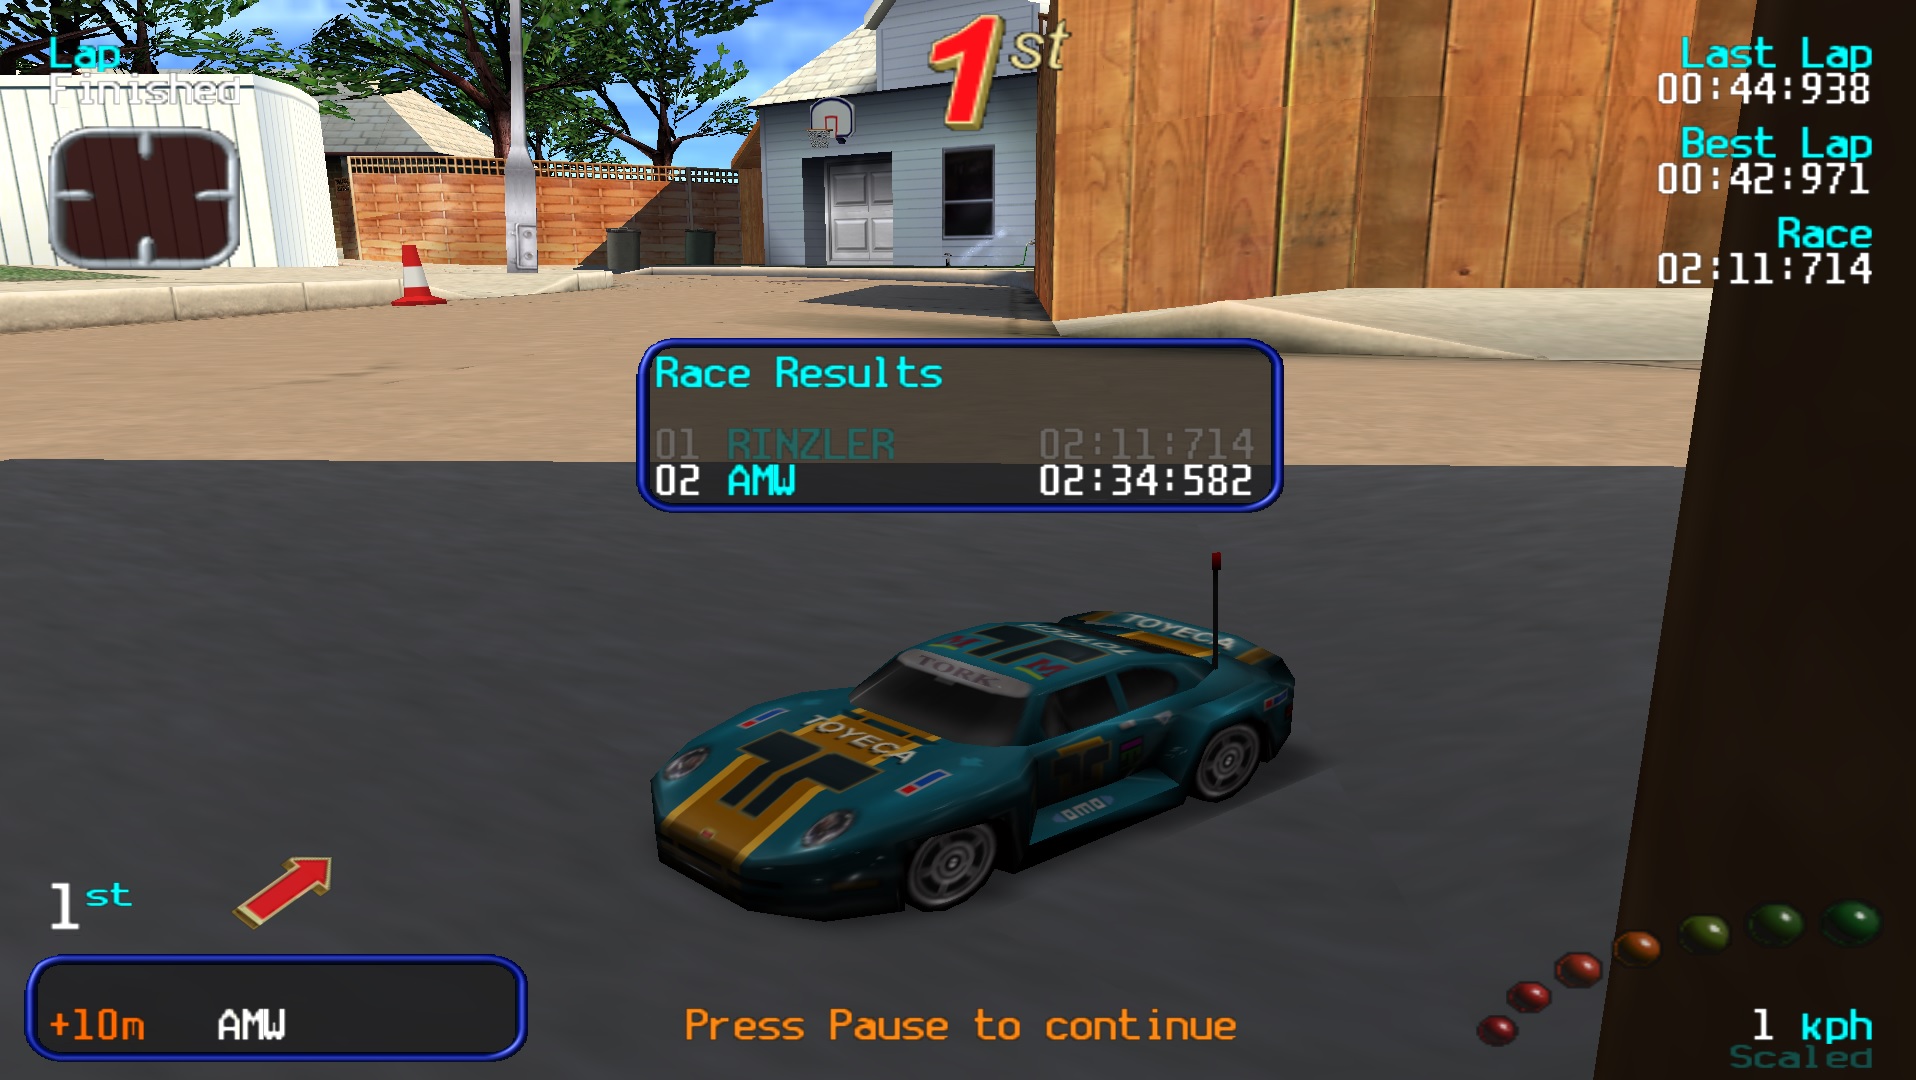 Lap
Finished
1st
Last Lap
00:44:938
Best Lap
00:42:971
Race
02:11:714
Race Results
01 RINZLER 02:11:714
02 AMW 02:34:582
TOYECA
TORK
M M
TOYECA
omo
1st
+10m AMW
Press Pause to continue
1 kph
Scaled